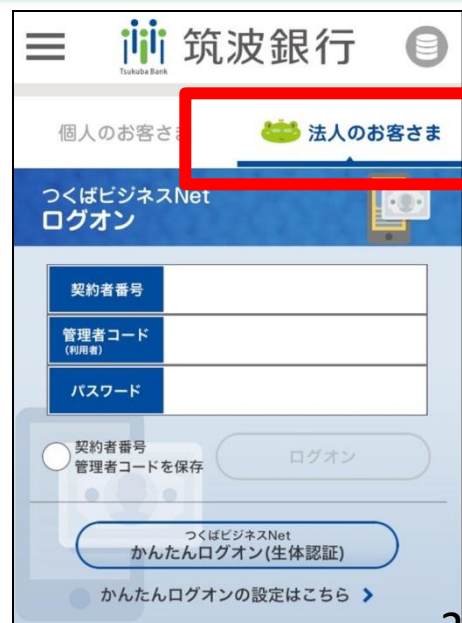 筑波銀行
Tsukuba Bank
個人のお客さ
法人のお客さま
つくばビジネスNet
ログオン
契約者番号
管理者コード
(利用者)
パスワード
契約者番号
管理者コードを保存
ログオン
つくばビジネスNet
かんたんログオン(生体認証)
かんたんログオンの設定はこちら